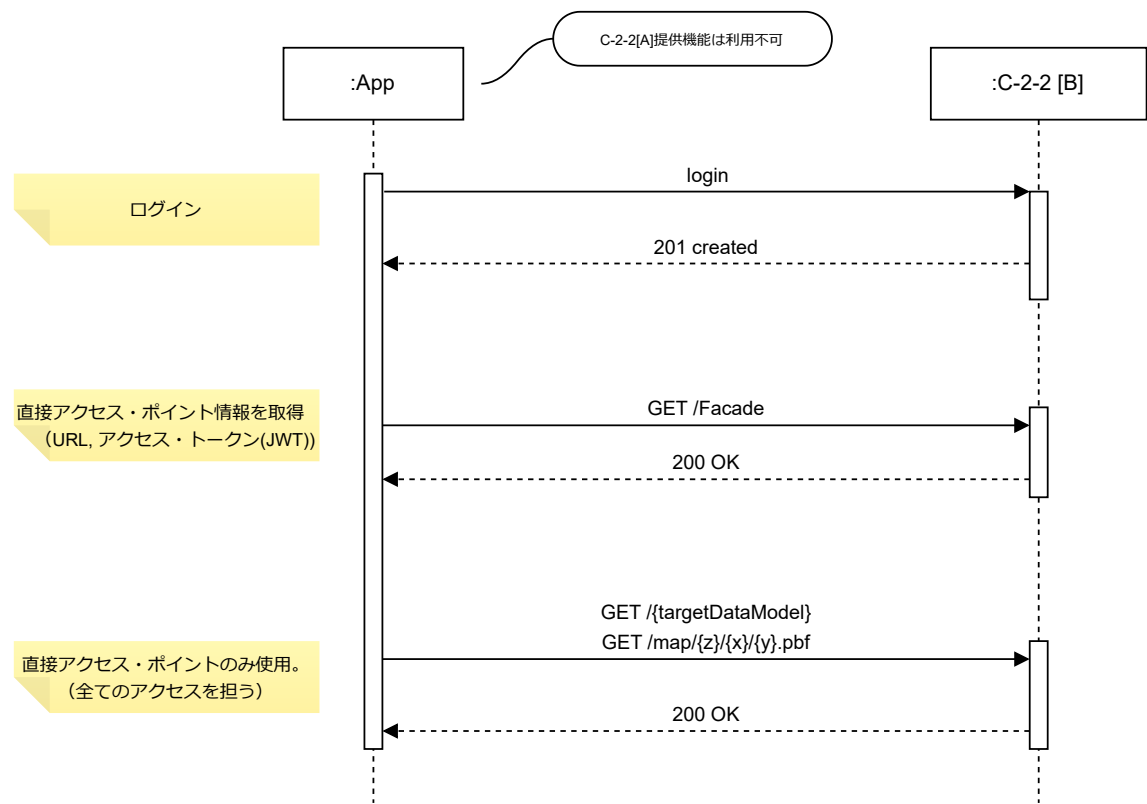 C-2-2[A]提供機能は利用不可
:App
:C-2-2 [B]
login
ログイン
201 created
直接アクセス・ポイント情報を取得
（URL, アクセス・トークン(JWT))
GET /Facade
200 OK
GET /{targetDataModel}
GET /map/{z}/{x}/{y}.pbf
直接アクセス・ポイントのみ使用。
（全てのアクセスを担う）
200 OK